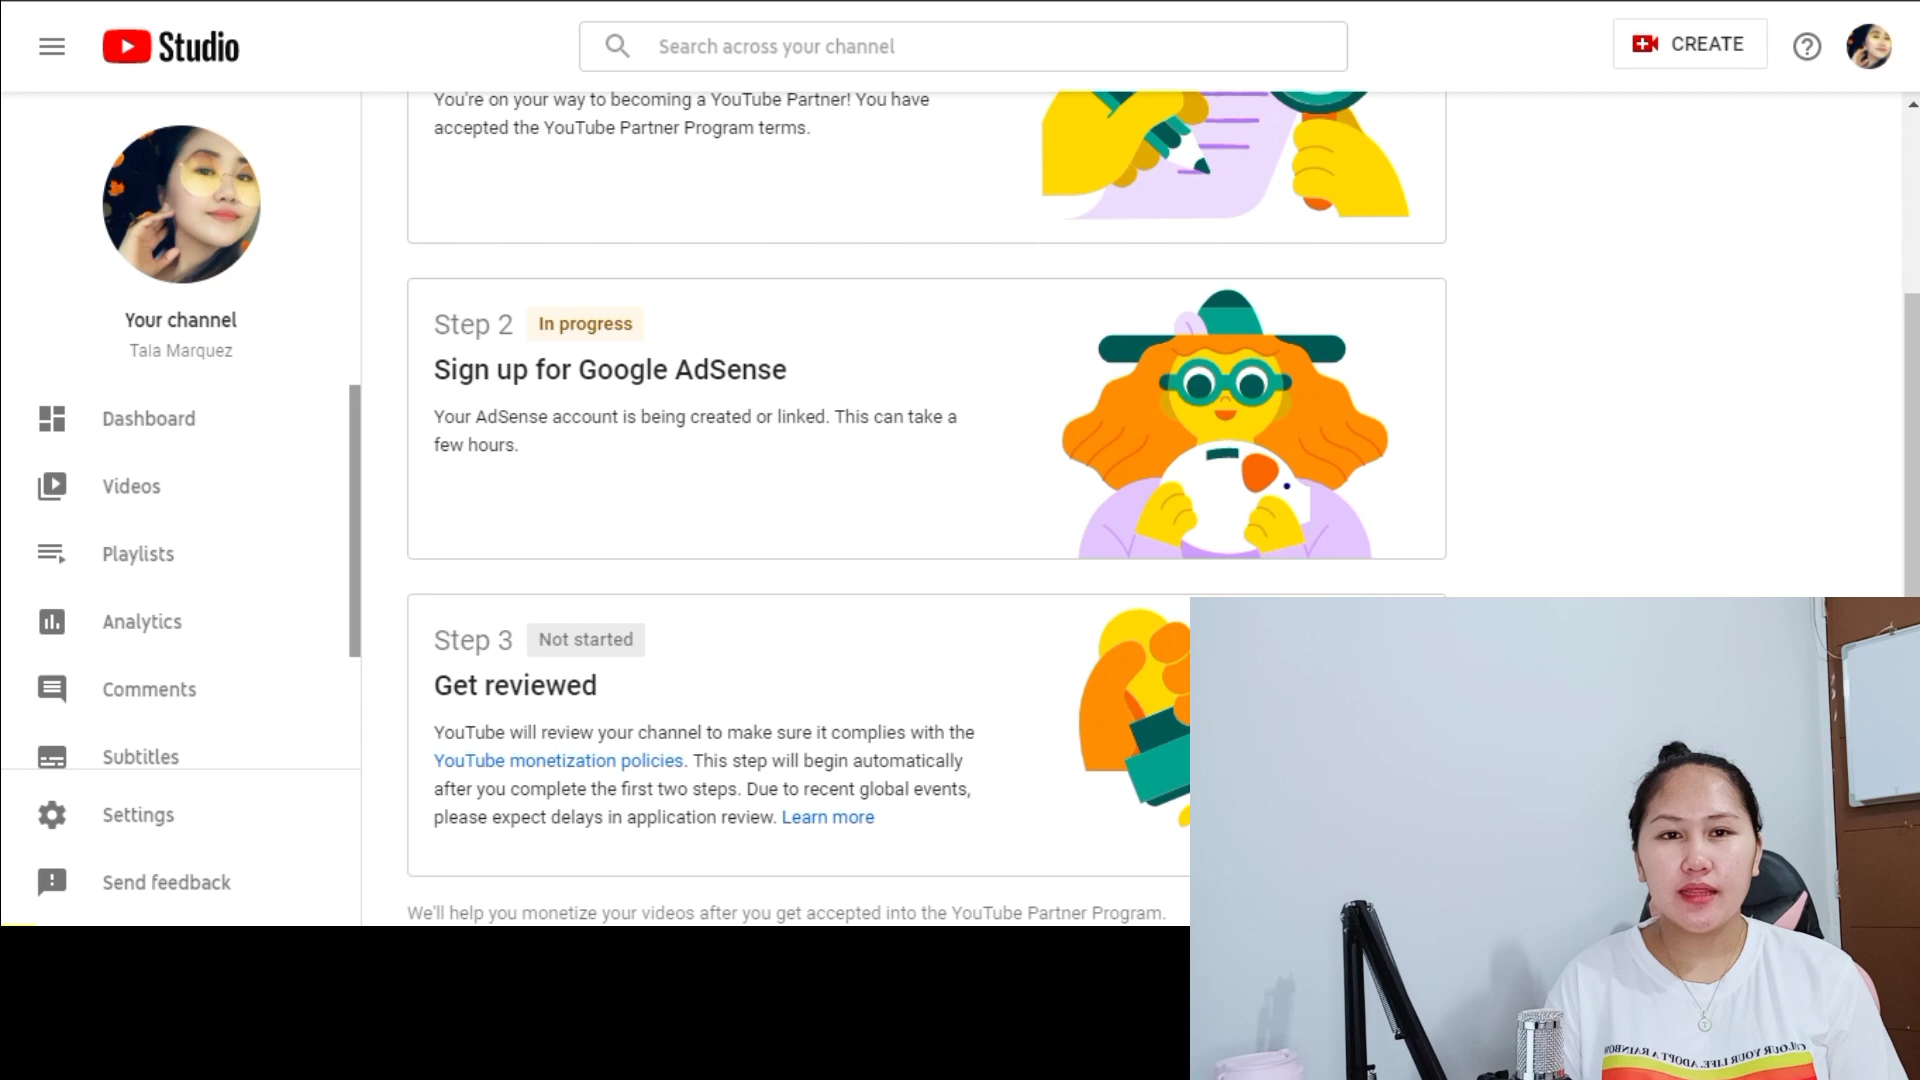 Studio
Search across your channel
CREATE
Your channel
Tala Marquez
Dashboard
Videos
Playlists
Analytics
Comments
Subtitles
Settings
Send feedback
You're on your way to becoming a YouTube Partner! You have
accepted the YouTube Partner Program terms.
Step 2 In progress
Sign up for Google AdSense
Your AdSense account is being created or linked. This can take a
few hours.
Step 3 Not started
Get reviewed
YouTube will review your channel to make sure it complies with the
YouTube monetization policies. This step will begin automatically
after you complete the first two steps. Due to recent global events,
please expect delays in application review. Learn more
We'll help you monetize your videos after you get accepted into the YouTube Partner Program.
COLOUR YOUR LIFE, ADOPT A RAINBOW